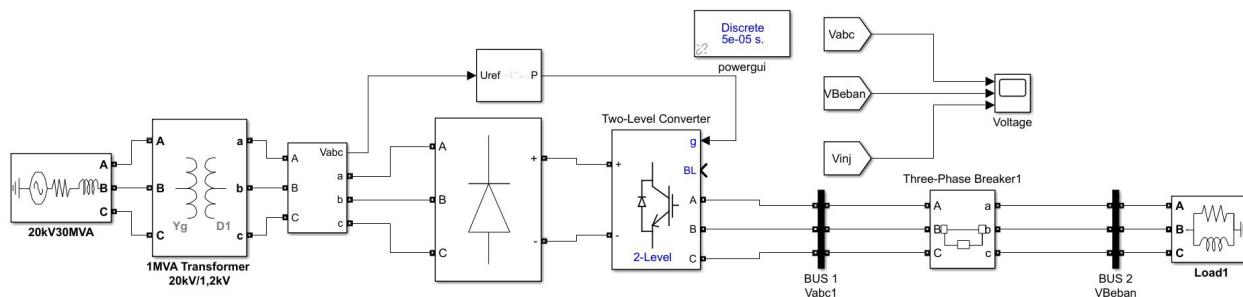 Discrete
5e-05 s.
powergui
Vabc
VBeban
Vinj
Voltage
Uref
P
Two-Level Converter
g
BL
+
-
A
B
C
2-Level
A
B
C
20kV30MVA
A
B
C
a
b
c
Yg
D1
1MVA Transformer
20kV/1,2kV
Vabc
A
B
C
a
b
c
A
B
C
+
-
BUS 1
Vabc1
Three-Phase Breaker1
A
B
C
a
b
c
BUS 2
VBeban
A
B
C
Load1